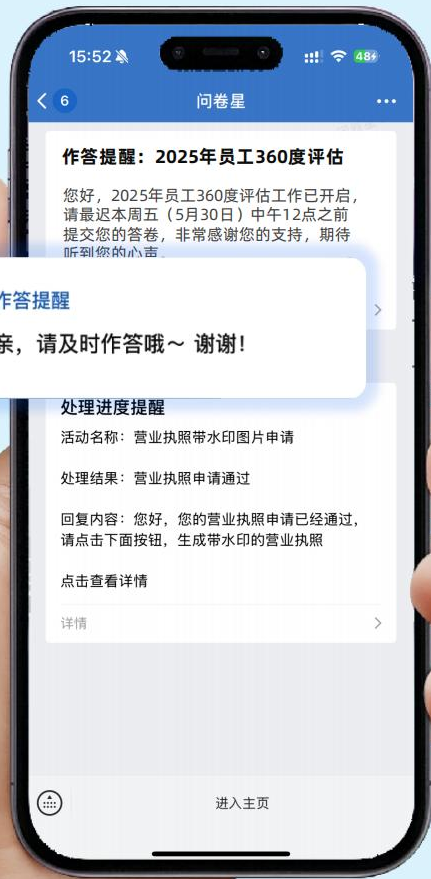 15:52
48
6
问卷星
作答提醒：2025年员工360度评估
您好，2025年员工360度评估工作已开启，
请最迟本周五（5月30日）中午12点之前
提交您的答卷，非常感谢您的支持，期待
听到您的心声。
作答提醒
亲，请及时作答哦～ 谢谢！
处理进度提醒
活动名称：营业执照带水印图片申请
处理结果：营业执照申请通过
回复内容：您好，您的营业执照申请已经通过，
请点击下面按钮，生成带水印的营业执照
点击查看详情
详情
进入主页